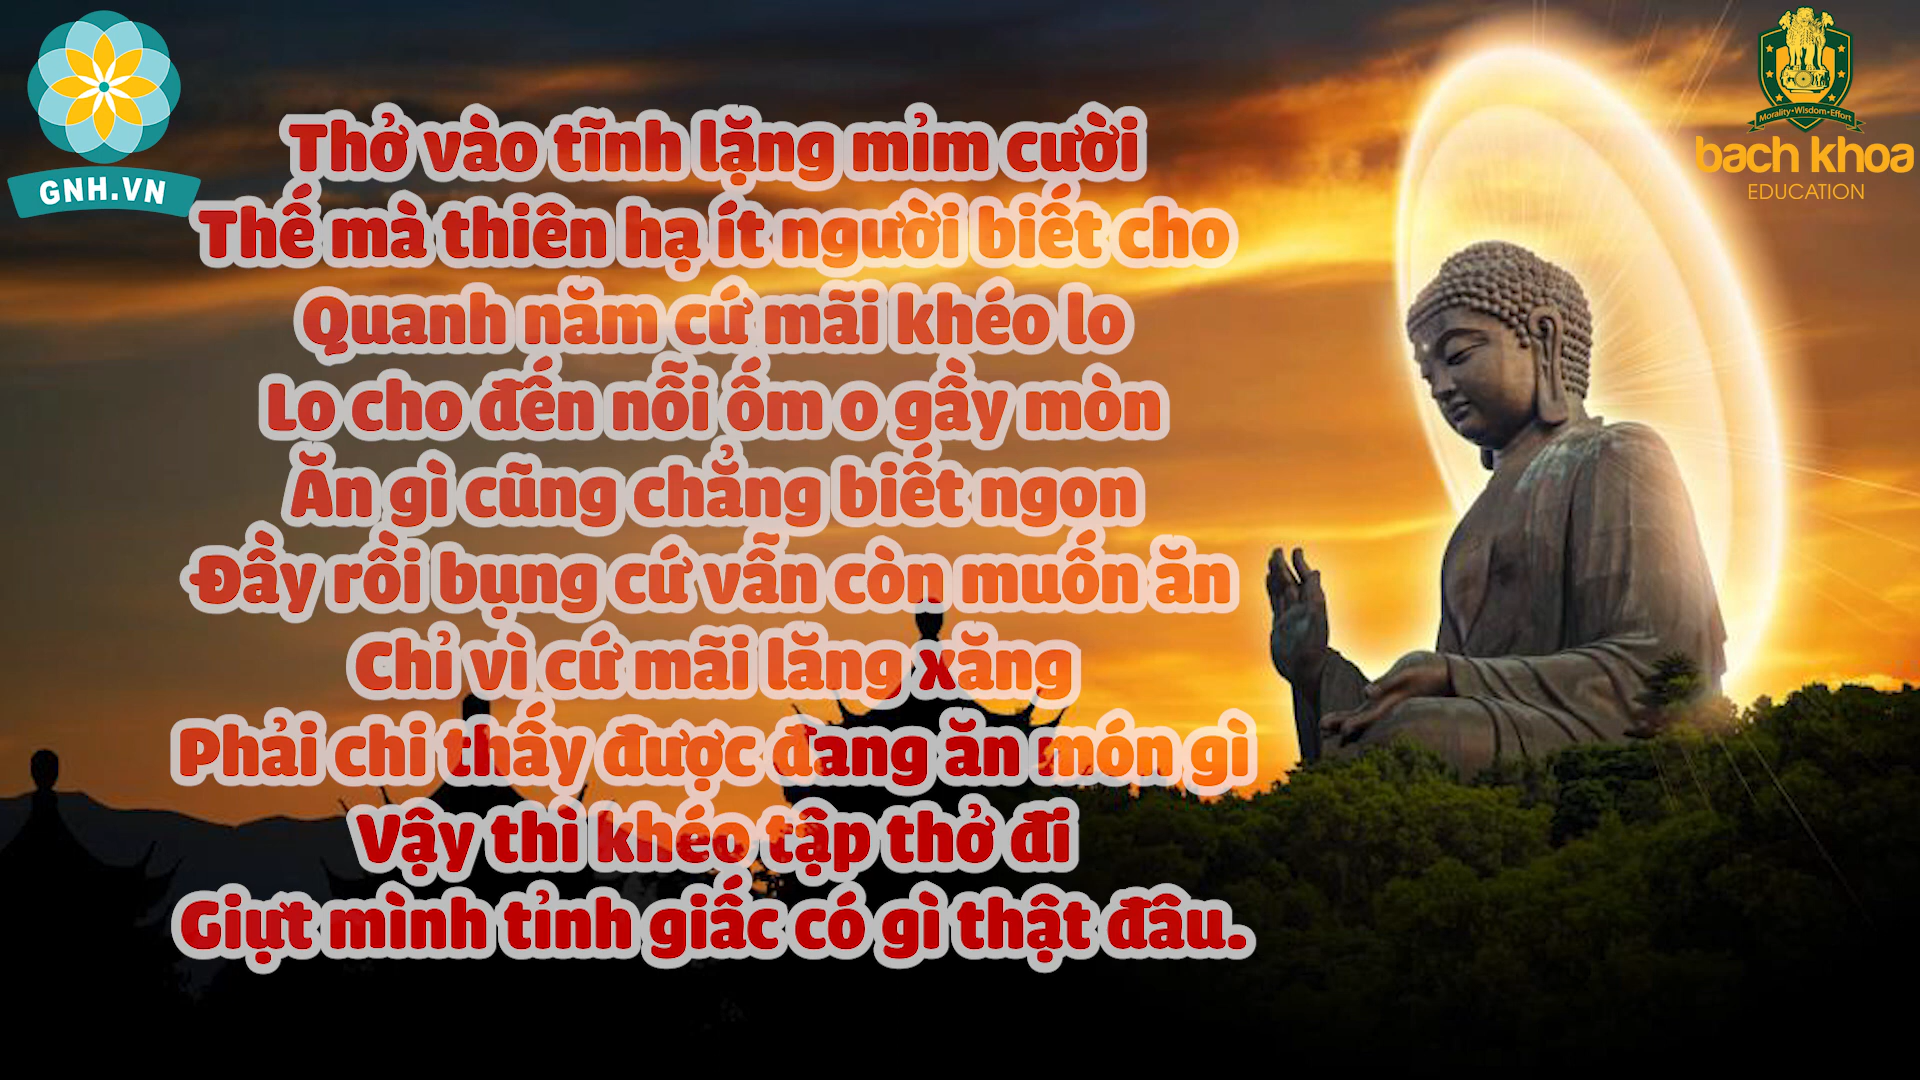 GNH.VN
Morality•Wisdom•Effort
bach khoa
EDUCATION
Thở vào tĩnh lặng mỉm cười
Thế mà thiên hạ ít người biết cho
Quanh năm cứ mãi khéo lo
Lo cho đến nỗi ốm o gầy mòn
Ăn gì cũng chẳng biết ngon
Đầy rồi bụng cứ vẫn còn muốn ăn
Chỉ vì cứ mãi lăng xăng
Phải chi thấy được đang ăn món gì
Vậy thì khéo tập thở đi
Giựt mình tỉnh giấc có gì thật đâu.